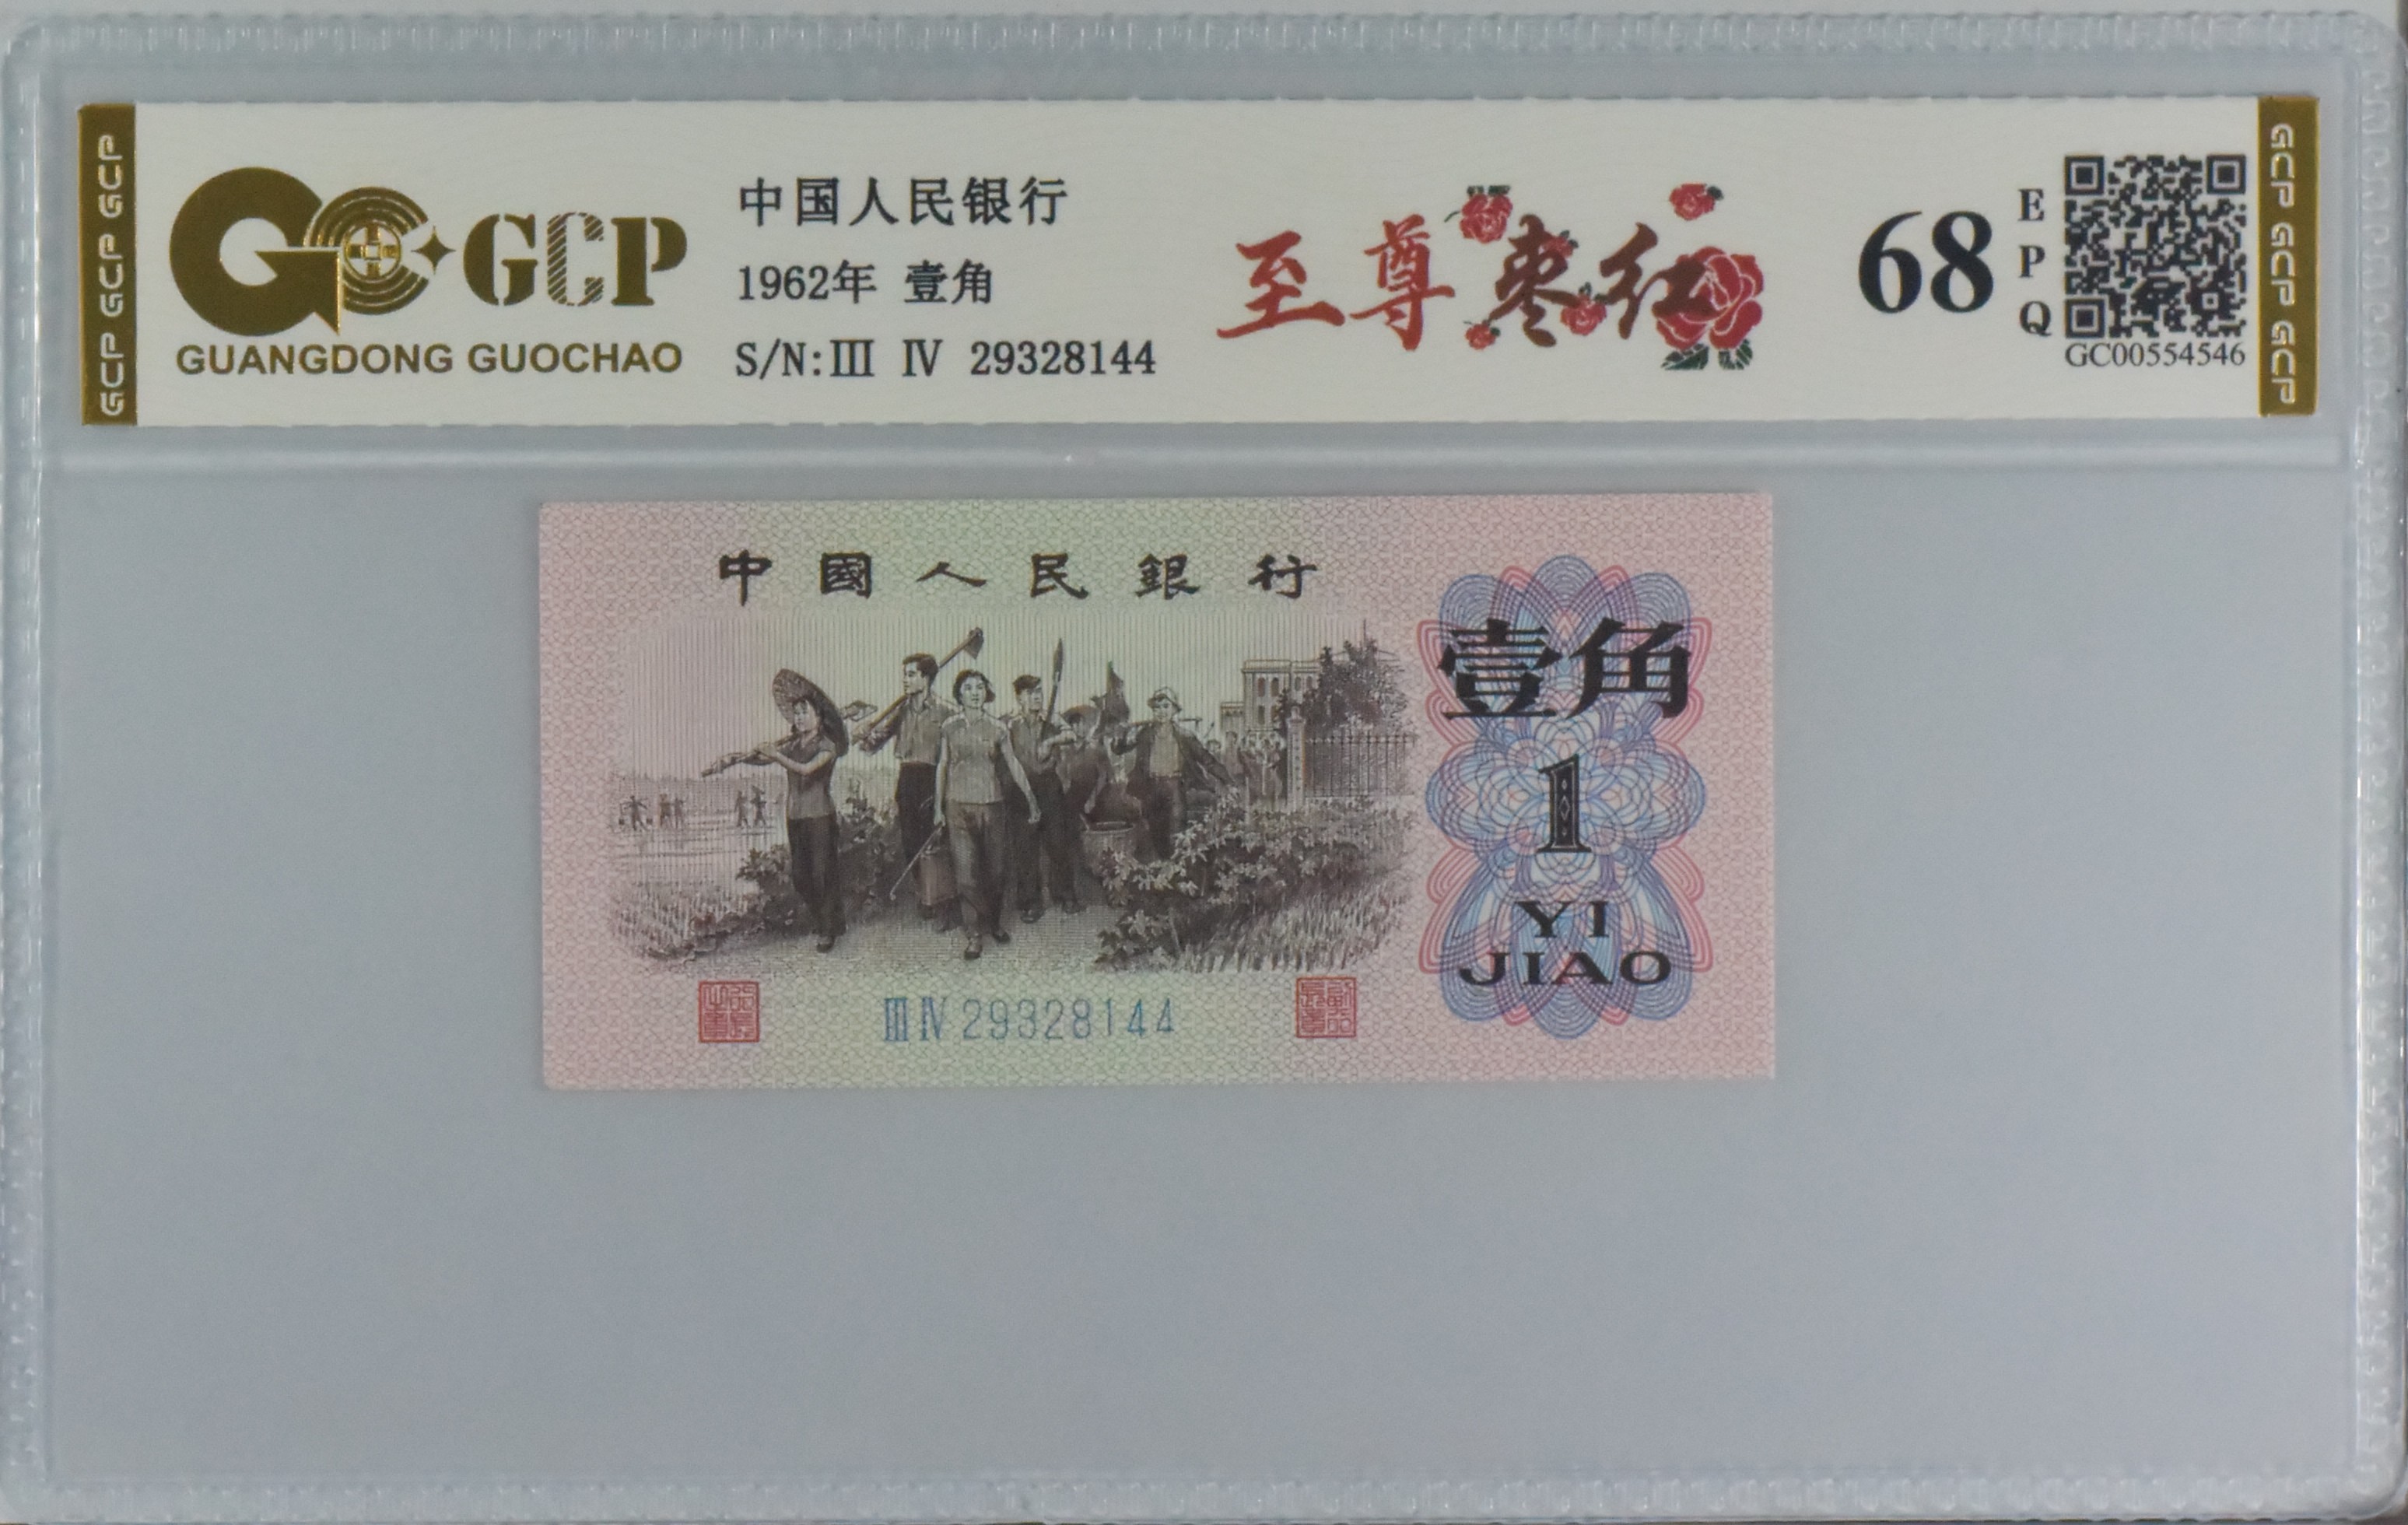 GCP GCP GCP
GCP
GUANGDONG GUOCHAO
中国人民银行
1962年 壹角
S/N:III IV 29328144
至尊枣红
68
E
P
Q
GC00554546
GCP GCP GCP
中國人民銀行
壹角
1
YI
JIAO
III IV 29328144